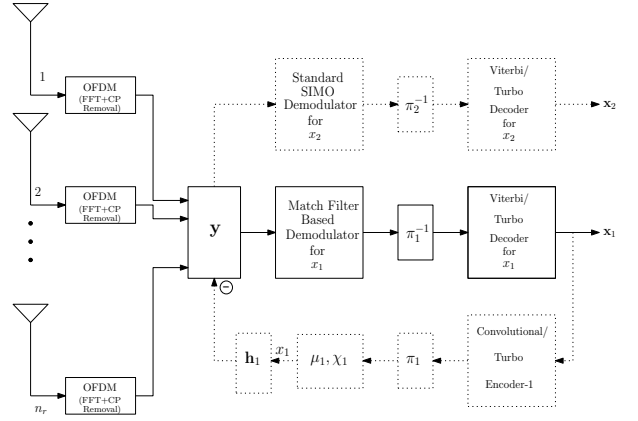 1
OFDM
(FFT+CP
Removal)
2
OFDM
(FFT+CP
Removal)
n_r
OFDM
(FFT+CP
Removal)
y
Standard
SIMO
Demodulator
for
x_2
π_2^{-1}
Viterbi/
Turbo
Decoder
for
x_2
x_2
Match Filter
Based
Demodulator
for
x_1
π_1^{-1}
Viterbi/
Turbo
Decoder
for
x_1
x_1
−
h_1
x_1
μ_1, χ_1
π_1
Convolutional/
Turbo
Encoder-1